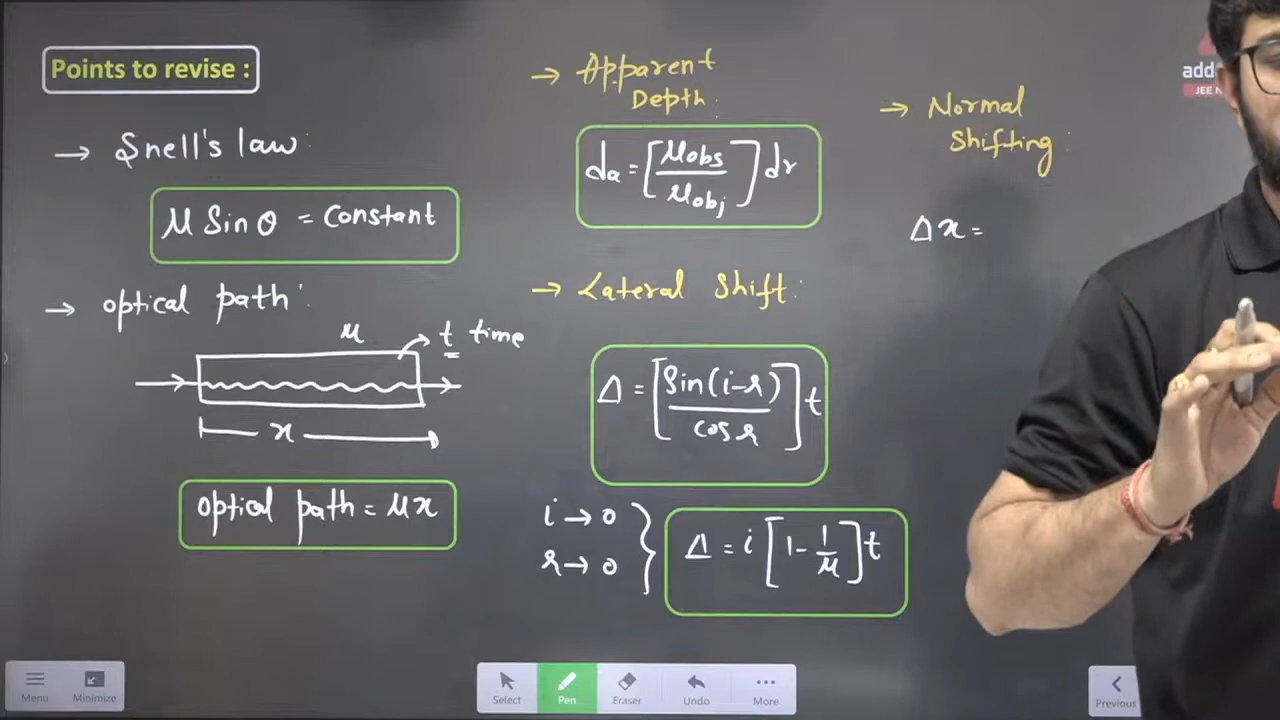 Points to revise :
→ Snell's law:
μ Sin θ = Constant
→ optical path:
μ
t time
x
optical path = μx
→ Apparent
Depth:
da = [μobs / μobj] dr
→ Lateral Shift:
Δ = [Sin(i-r) / cos r] t
i → 0
r → 0
Δ = i [1 - 1/μ] t
→ Normal
Shifting:
Δx =
JEE
Menu
Minimize
Select
Pen
Eraser
Undo
More
Previous